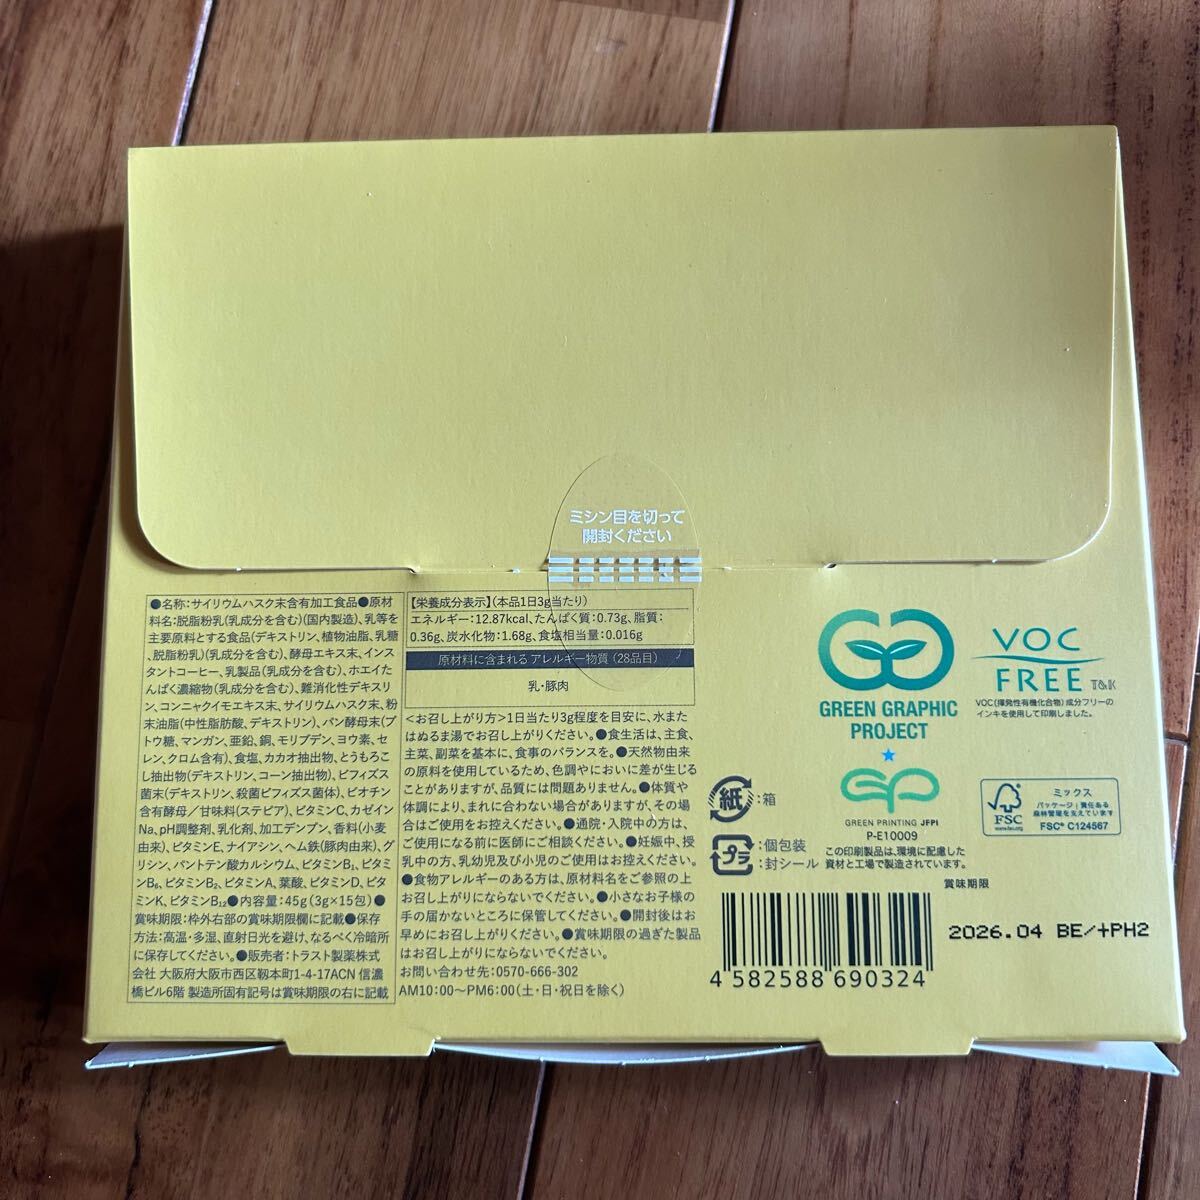 ミシン目を切って
開封ください
●名称:サイリウムハスク末含有加工食品●原材
料名:脱脂粉乳(乳成分を含む)(国内製造)、乳等を
主要原料とする食品(デキストリン、植物油脂、乳糖
、脱脂粉乳)(乳成分を含む)、酵母エキス末、インス
タントコーヒー、乳製品(乳成分を含む)、ホエイた
んぱく濃縮物(乳成分を含む)、難消化性デキスリ
ン、コンニャクイモエキス末、サイリウムハスク末、粉
末油脂(中性脂肪酸、デキストリン)、パン酵母末(ブ
トウ糖、マンガン、亜鉛、銅、モリブデン、ヨウ素、セ
レン、クロム含有)、食塩、カカオ抽出物、とうもろこ
し抽出物(デキストリン、コーン抽出物)、ビフィズス
菌末(デキストリン、殺菌ビフィズス菌体)、ビオチン
含有酵母／甘味料(ステビア)、ビタミンC、カゼイン
Na、pH調整剤、乳化剤、加工デンプン、香料(小麦
由来)、ビタミンE、ナイアシン、ヘム鉄(豚肉由来)、グ
リシン、パントテン酸カルシウム、ビタミンB₁、ビタミ
ンB₆、ビタミンB₂、ビタミンA、葉酸、ビタミンD、ビタ
ミンK、ビタミンB₁₂●内容量:45g(3g×15包)●
賞味期限:枠外右部の賞味期限欄に記載●保存
方法:高温・多湿、直射日光を避け、なるべく冷暗所
に保存してください。●販売者:トラスト製薬株式
会社 大阪府大阪市西区靱本町1-4-17ACN 信濃
橋ビル6階 製造所固有記号は賞味期限の右に記載
【栄養成分表示】(本品1日3g当たり)
エネルギー:12.87kcal、たんぱく質:0.73g、脂質:
0.36g、炭水化物:1.68g、食塩相当量:0.016g
原材料に含まれる アレルギー物質 (28品目)
乳・豚肉
<お召し上がり方>1日当たり3g程度を目安に、水また
はぬるま湯でお召し上がりください。●食生活は、主食、
主菜、副菜を基本に、食事のバランスを。●天然物由来
の原料を使用しているため、色調やにおいに差が生じる
ことがありますが、品質には問題ありません。●体質や
体調により、まれに合わない場合がありますが、その場
合はご使用をお控えください。●通院・入院中の方は、
ご使用になる前に医師にご相談ください。●妊娠中、授
乳中の方、乳幼児及び小児のご使用はお控えください。
●食物アレルギーのある方は、原材料名をご参照の上
お召し上がりにならないでください。●小さなお子様の
手の届かないところに保管してください。●開封後はお
早めにお召し上がりください。●賞味期限の過ぎた製品
はお召し上がりにならないでください。
お問い合わせ先:0570-666-302
AM10:00〜PM6:00(土・日・祝日を除く)
GREEN GRAPHIC
PROJECT
VOC
FREE T&K
VOC(揮発性有機化合物)成分フリーの
インキを使用して印刷しました。
紙 :箱
プラ :個包装
:封シール
GREEN PRINTING JFPI
P-E10009
この印刷製品は、環境に配慮した
資材と工場で製造されています。
FSC
www.fsc.org
ミックス
パッケージ｜責任ある
森林管理を支えています
FSC® C124567
賞味期限
2026.04 BE/+PH2
4 582588 690324